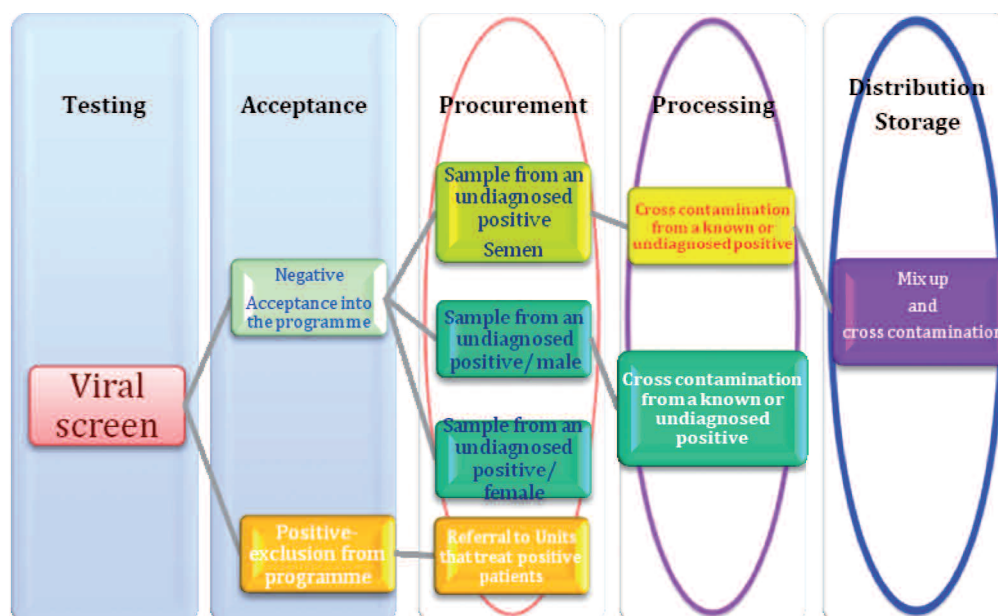 Testing
Acceptance
Procurement
Processing
Distribution
Storage
Viral
screen
Negative
Acceptance into
the programme
Positive-
exclusion from
programme
Sample from an
undiagnosed
positive
Semen
Sample from an
undiagnosed
positive/ male
Sample from an
undiagnosed
positive/
female
Referral to Units
that treat positive
patients
Cross contamination
from a known or
undiagnosed positive
Cross contamination
from a known or
undiagnosed
positive
Mix up
and
cross contamination